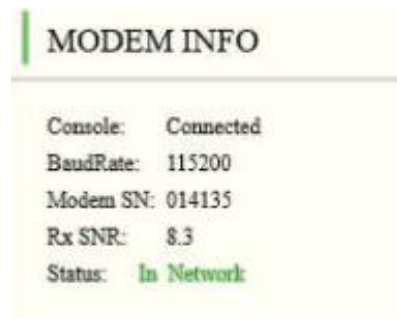 MODEM INFO
Console: Connected
BaudRate: 115200
Modem SN: 014135
Rx SNR: 8.3
Status: In Network